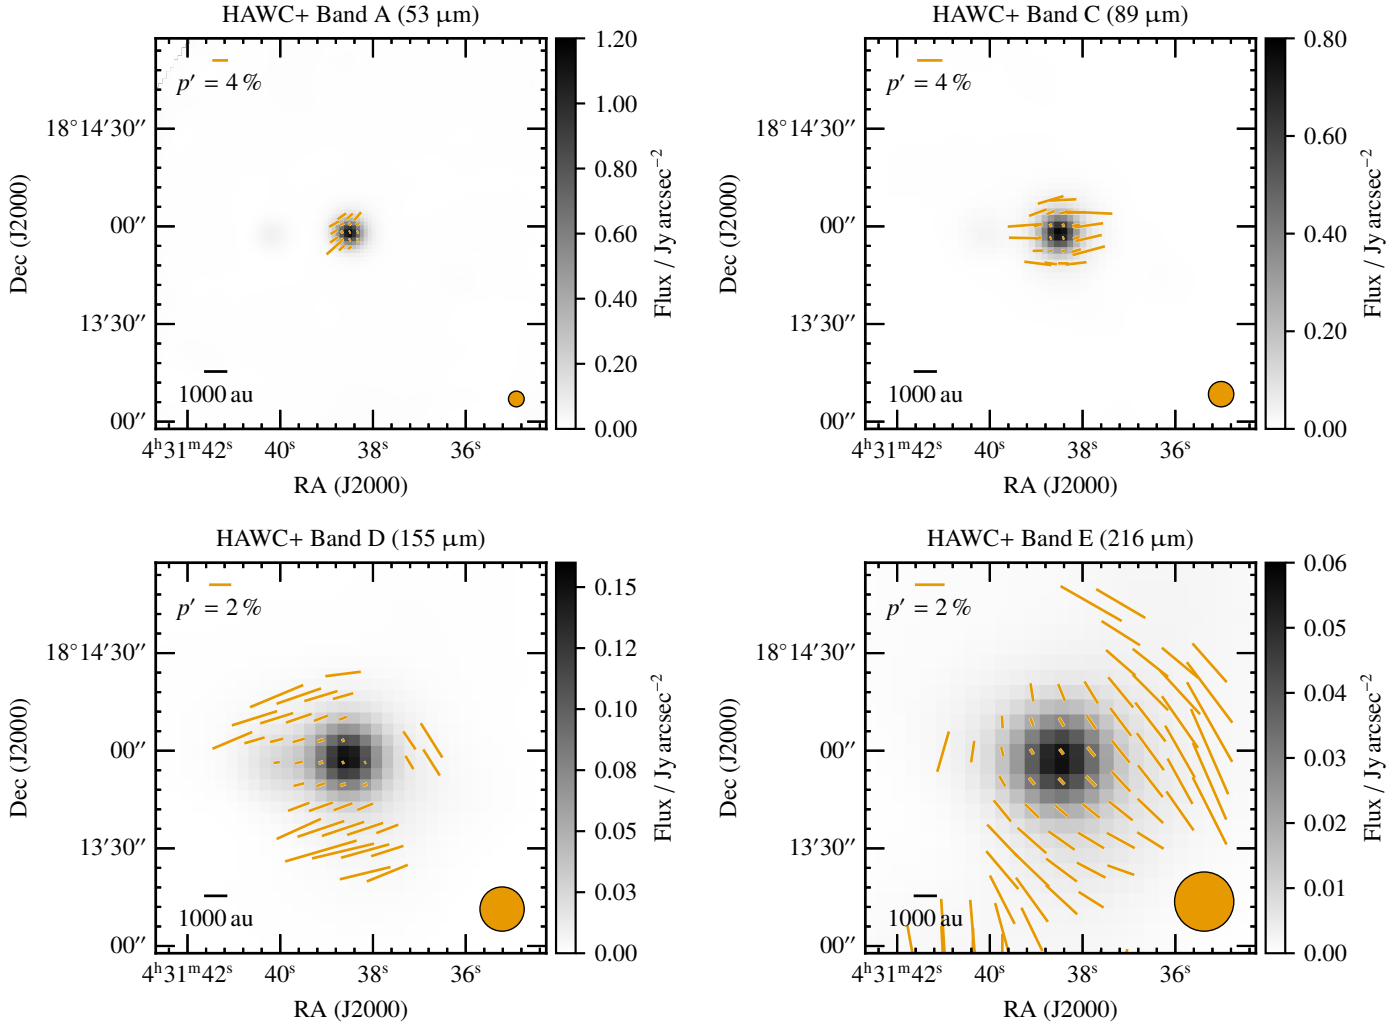 HAWC+ Band A (53 μm)
p′ = 4 %
1000 au
18°14′30″
00″
13′30″
00″
4ʰ31ᵐ42ˢ 40ˢ 38ˢ 36ˢ
RA (J2000)
Dec (J2000)
1.20
1.00
0.80
0.60
0.40
0.20
0.00
Flux / Jy arcsec⁻²
HAWC+ Band C (89 μm)
p′ = 4 %
1000 au
18°14′30″
00″
13′30″
00″
4ʰ31ᵐ42ˢ 40ˢ 38ˢ 36ˢ
RA (J2000)
Dec (J2000)
0.80
0.60
0.40
0.20
0.00
Flux / Jy arcsec⁻²
HAWC+ Band D (155 μm)
p′ = 2 %
1000 au
18°14′30″
00″
13′30″
00″
4ʰ31ᵐ42ˢ 40ˢ 38ˢ 36ˢ
RA (J2000)
Dec (J2000)
0.15
0.12
0.10
0.08
0.05
0.03
0.00
Flux / Jy arcsec⁻²
HAWC+ Band E (216 μm)
p′ = 2 %
1000 au
18°14′30″
00″
13′30″
00″
4ʰ31ᵐ42ˢ 40ˢ 38ˢ 36ˢ
RA (J2000)
Dec (J2000)
0.06
0.05
0.04
0.03
0.02
0.01
0.00
Flux / Jy arcsec⁻²